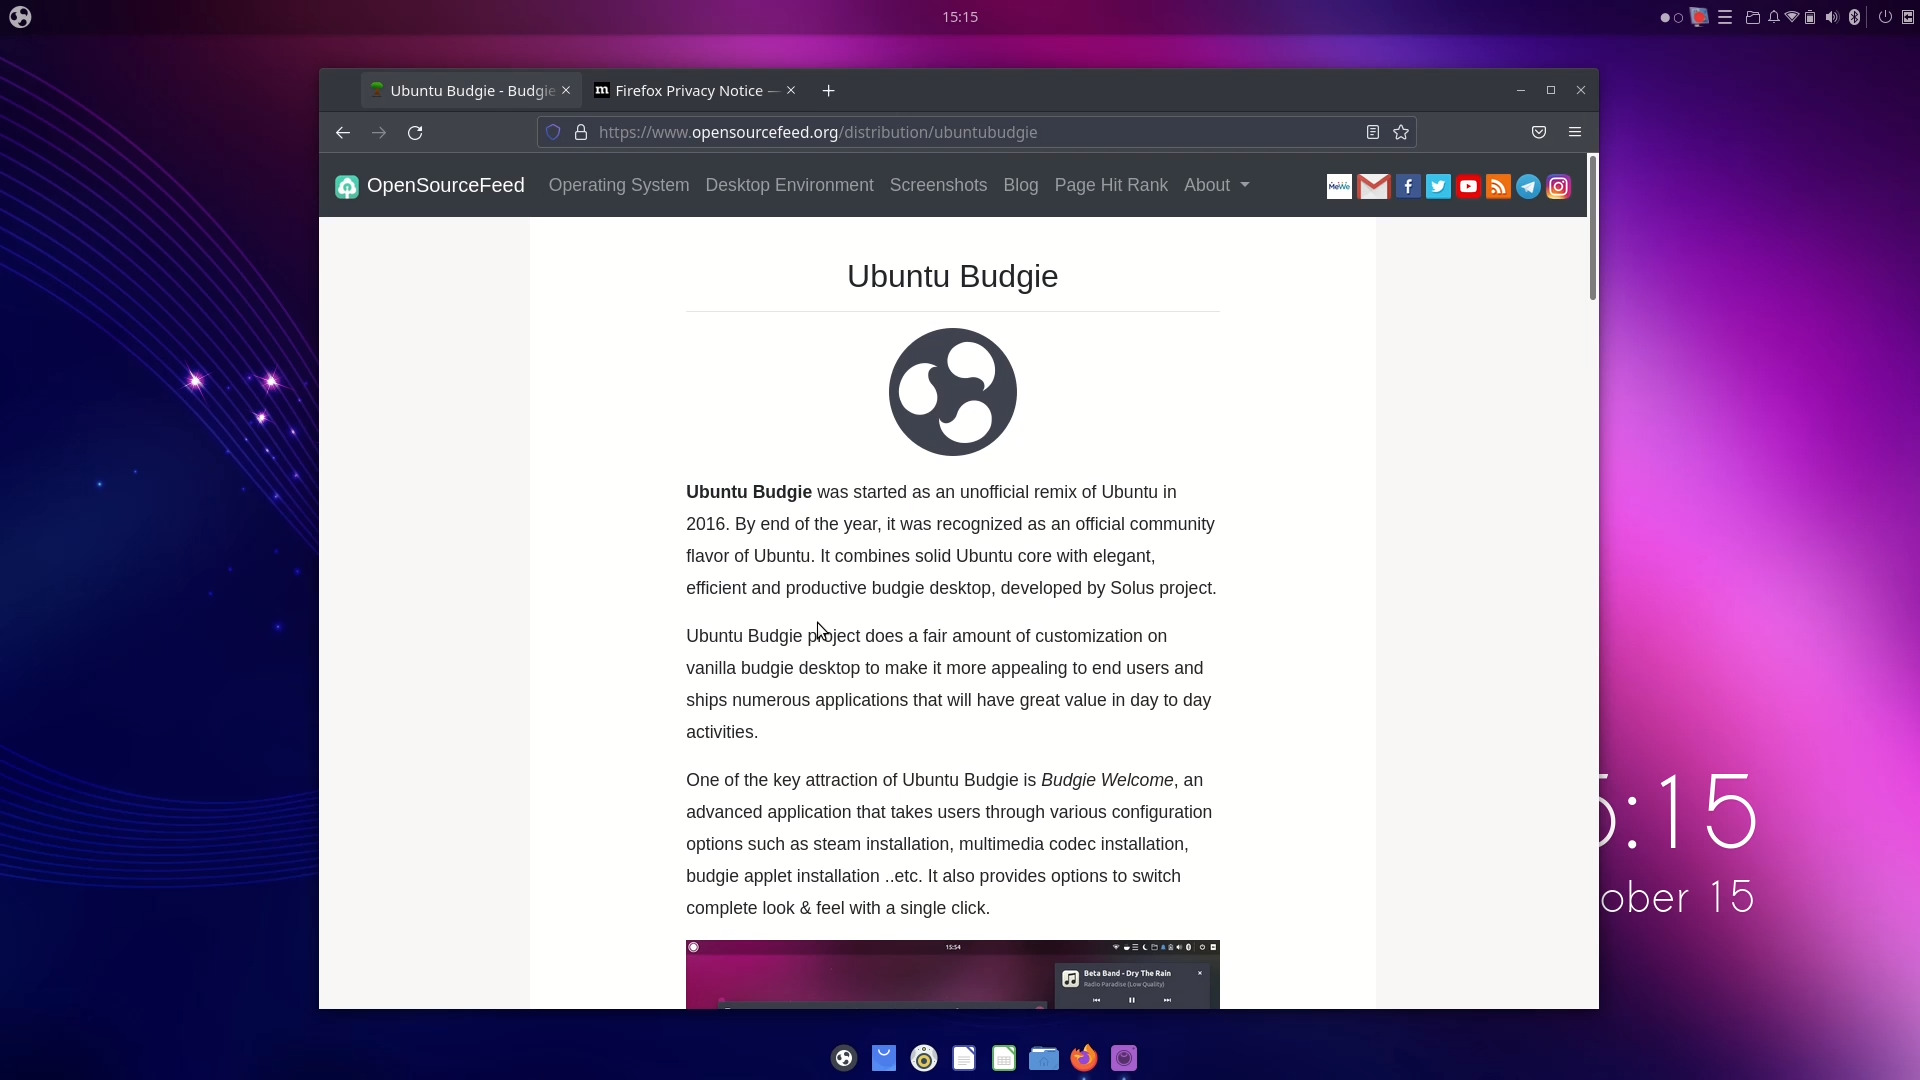 15:15
Ubuntu Budgie - Budgie
Firefox Privacy Notice —
https://www.opensourcefeed.org/distribution/ubuntubudgie
OpenSourceFeed Operating System Desktop Environment Screenshots Blog Page Hit Rank About
MeWe
Ubuntu Budgie
Ubuntu Budgie was started as an unofficial remix of Ubuntu in
2016. By end of the year, it was recognized as an official community
flavor of Ubuntu. It combines solid Ubuntu core with elegant,
efficient and productive budgie desktop, developed by Solus project.
Ubuntu Budgie project does a fair amount of customization on
vanilla budgie desktop to make it more appealing to end users and
ships numerous applications that will have great value in day to day
activities.
One of the key attraction of Ubuntu Budgie is Budgie Welcome, an
advanced application that takes users through various configuration
options such as steam installation, multimedia codec installation,
budgie applet installation ..etc. It also provides options to switch
complete look & feel with a single click.
15:54
Beta Band - Dry The Rain
Radio Paradise (Low Quality)
5:15
ober 15